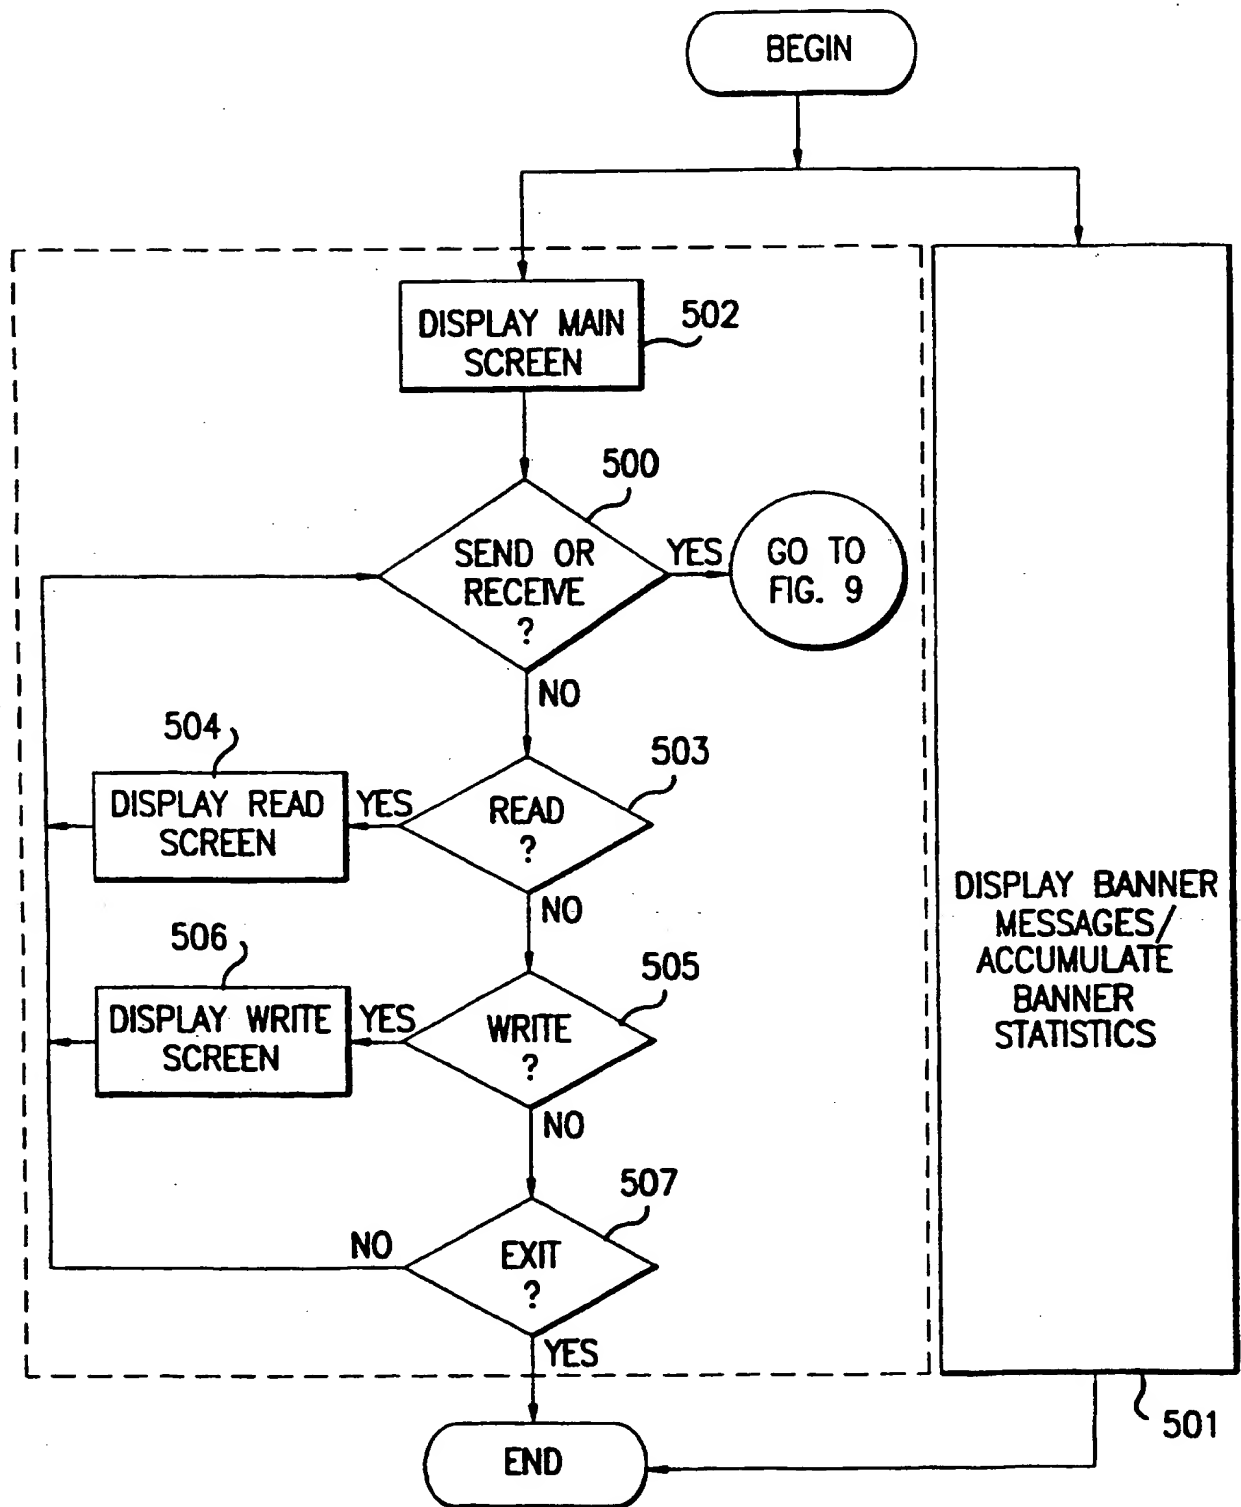 BEGIN
DISPLAY MAIN
SCREEN
502
500
SEND OR
RECEIVE
?
YES
GO TO
FIG. 9
NO
504
DISPLAY READ
SCREEN
YES
503
READ
?
NO
506
DISPLAY WRITE
SCREEN
YES
505
WRITE
?
NO
507
EXIT
?
NO
YES
DISPLAY BANNER
MESSAGES/
ACCUMULATE
BANNER
STATISTICS
501
END